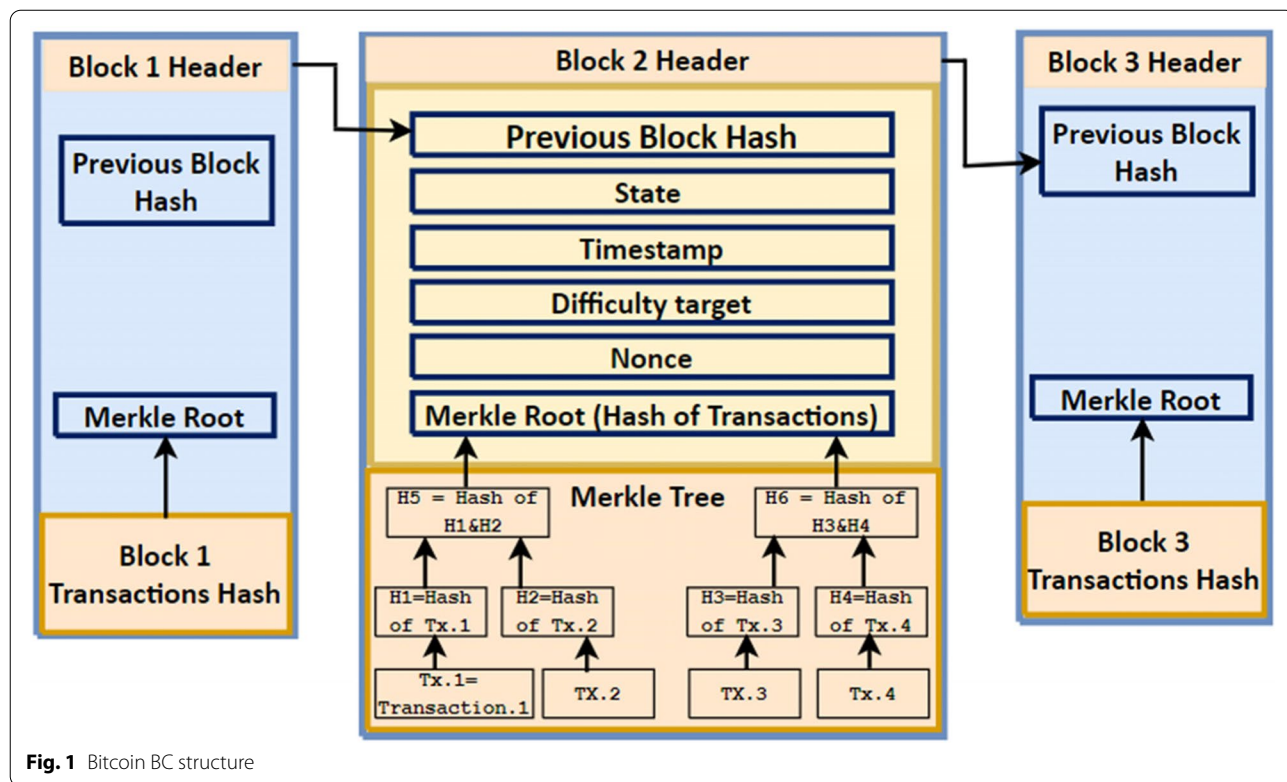 Block 1 Header
Previous Block
Hash
Merkle Root
Block 1
Transactions Hash
Block 2 Header
Previous Block Hash
State
Timestamp
Difficulty target
Nonce
Merkle Root (Hash of Transactions)
Merkle Tree
H5 = Hash of
H1&H2
H6 = Hash of
H3&H4
H1=Hash
of Tx.1
H2=Hash
of Tx.2
H3=Hash
of Tx.3
H4=Hash
of Tx.4
Tx.1=
Transaction.1
TX.2
TX.3
Tx.4
Block 3 Header
Previous Block
Hash
Merkle Root
Block 3
Transactions Hash
Fig. 1 Bitcoin BC structure